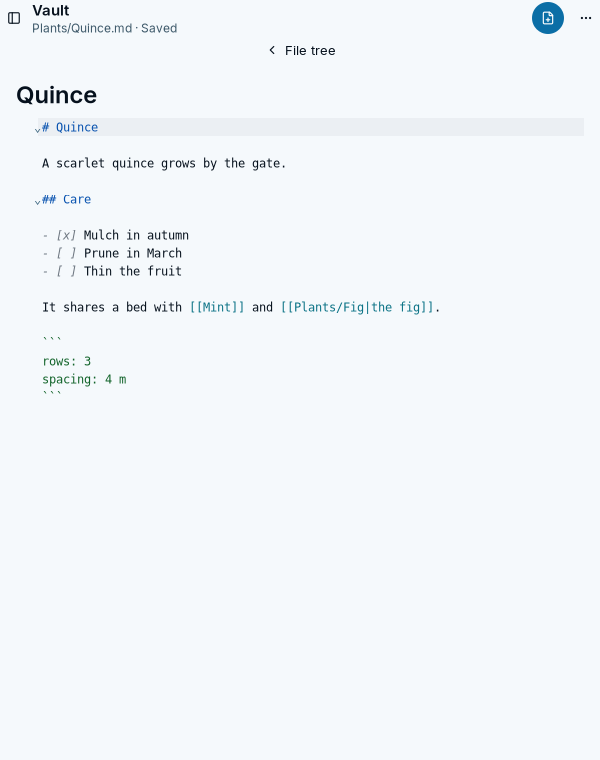 Vault
Plants/Quince.md · Saved
File tree
Quince
# Quince
A scarlet quince grows by the gate.
## Care
- [x] Mulch in autumn
- [ ] Prune in March
- [ ] Thin the fruit
It shares a bed with [[Mint]] and [[Plants/Fig|the fig]].
```
rows: 3
spacing: 4 m
```